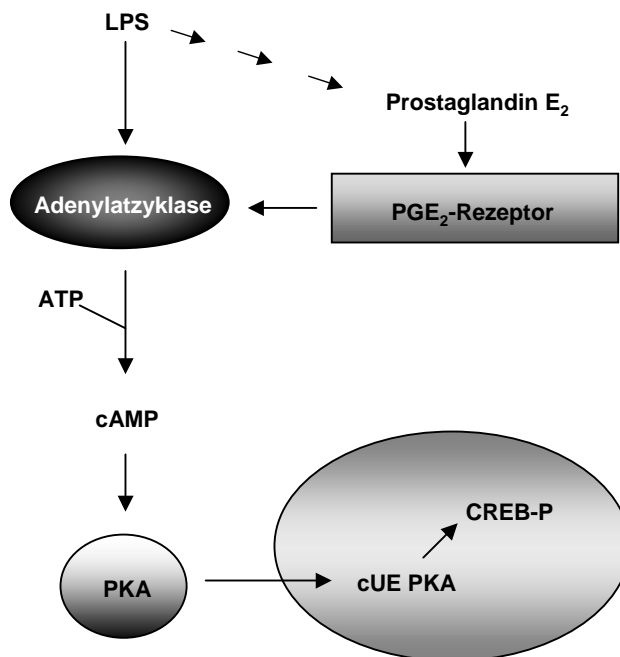 LPS
Prostaglandin E₂
Adenylatzyklase
PGE₂-Rezeptor
ATP
cAMP
CREB-P
PKA
cUE PKA